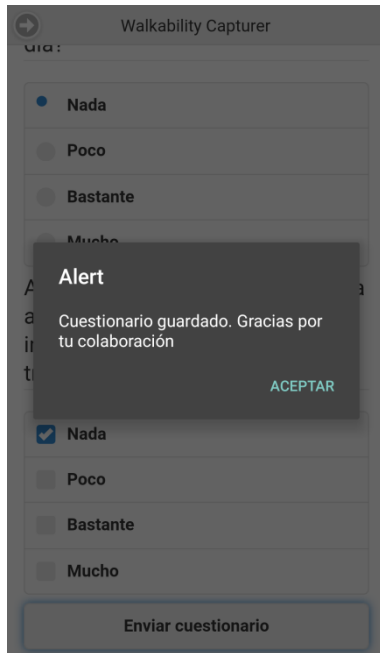 Walkability Capturer
día?
Nada
Poco
Bastante
Mucho
Alert
Cuestionario guardado. Gracias por
tu colaboración
ACEPTAR
Nada
Poco
Bastante
Mucho
Enviar cuestionario